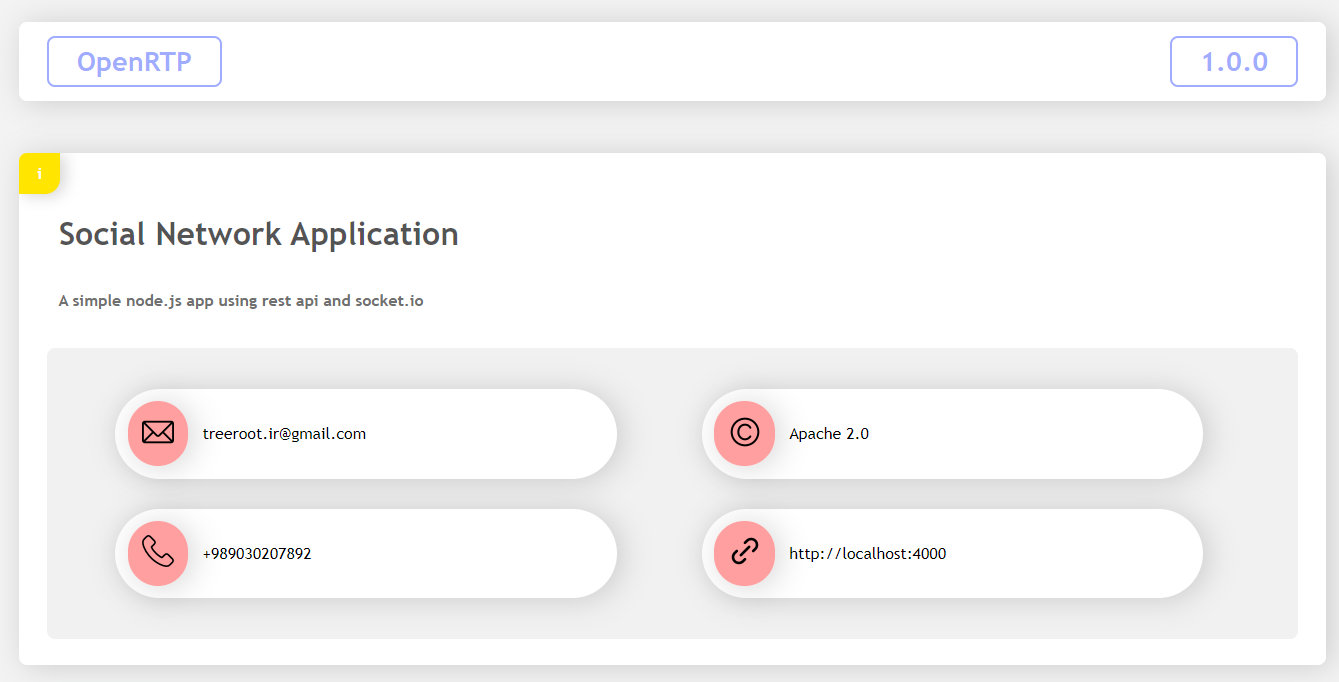 OpenRTP
1.0.0
i
Social Network Application
A simple node.js app using rest api and socket.io
treeroot.ir@gmail.com
©
Apache 2.0
+989030207892
http://localhost:4000